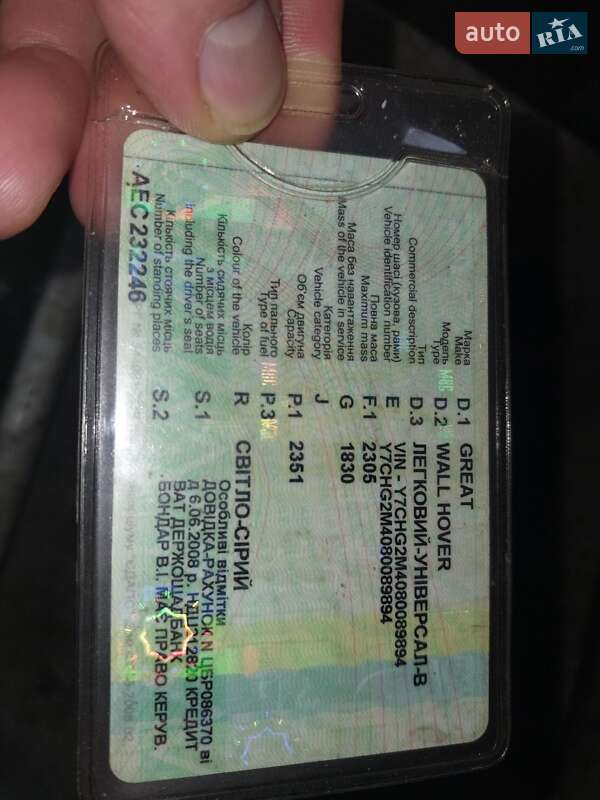 auto RIA .com
Марка
Make D.1 GREAT
Модель
Type D.2 WALL HOVER
Тип
Commercial description D.3 ЛЕГКОВИЙ-УНІВЕРСАЛ-В
Номер шасі (кузова, рами)
Vehicle identification number E VIN - Y7CHG2M4080089894
Y7CHG2M4080089894
Повна маса
Maximum mass F.1 2305
Маса без навантаження
Mass of the vehicle in service G 1830
Категорія
Vehicle category J
Об'єм двигуна
Capacity P.1 2351
Тип пального
Type of fuel P.3
Колір
Colour of the vehicle R СВІТЛО-СІРИЙ
Кількість сидячих місць
з місцем водія
Number of seats
including the driver's seat S.1
Кількість стоячих місць
Number of standing places S.2
Особливі відмітки
ДОВІДКА-РАХУНОК N ЦБР086370 ві
д 6.06.2008 р. КРЕДИТ
ВАТ ДЕРЖОЩАДБАНК
БОНДАР В.І. МАЄ ПРАВО КЕРУВ.
AEC 232246